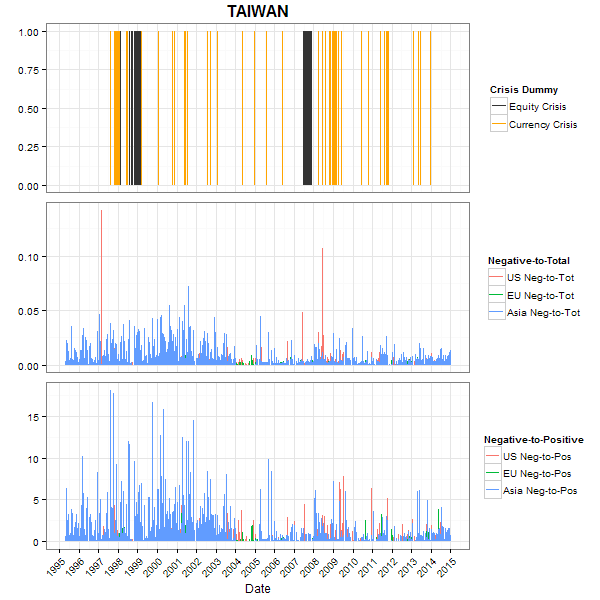 TAIWAN
1.00
0.75
0.50
0.25
0.00
Crisis Dummy
Equity Crisis
Currency Crisis
0.10
0.05
0.00
Negative-to-Total
US Neg-to-Tot
EU Neg-to-Tot
Asia Neg-to-Tot
15
10
5
0
Negative-to-Positive
US Neg-to-Pos
EU Neg-to-Pos
Asia Neg-to-Pos
1995 1996 1997 1998 1999 2000 2001 2002 2003 2004 2005 2006 2007 2008 2009 2010 2011 2012 2013 2014 2015
Date